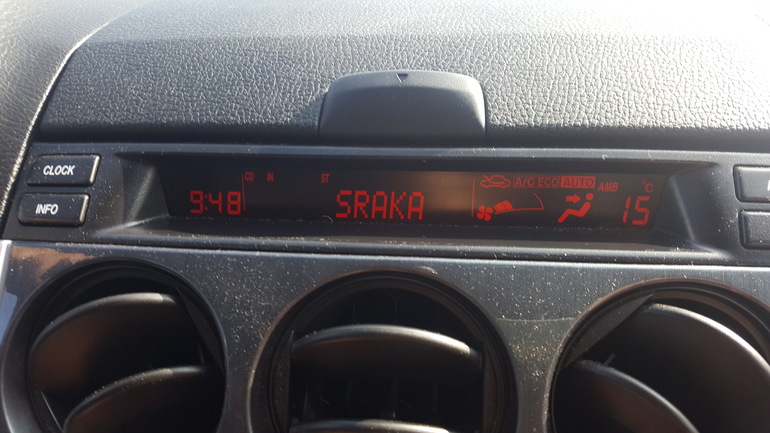 CLOCK
INFO
CD IN ST
9:48 SRAKA
A/C ECO AUTO AMB °C
15